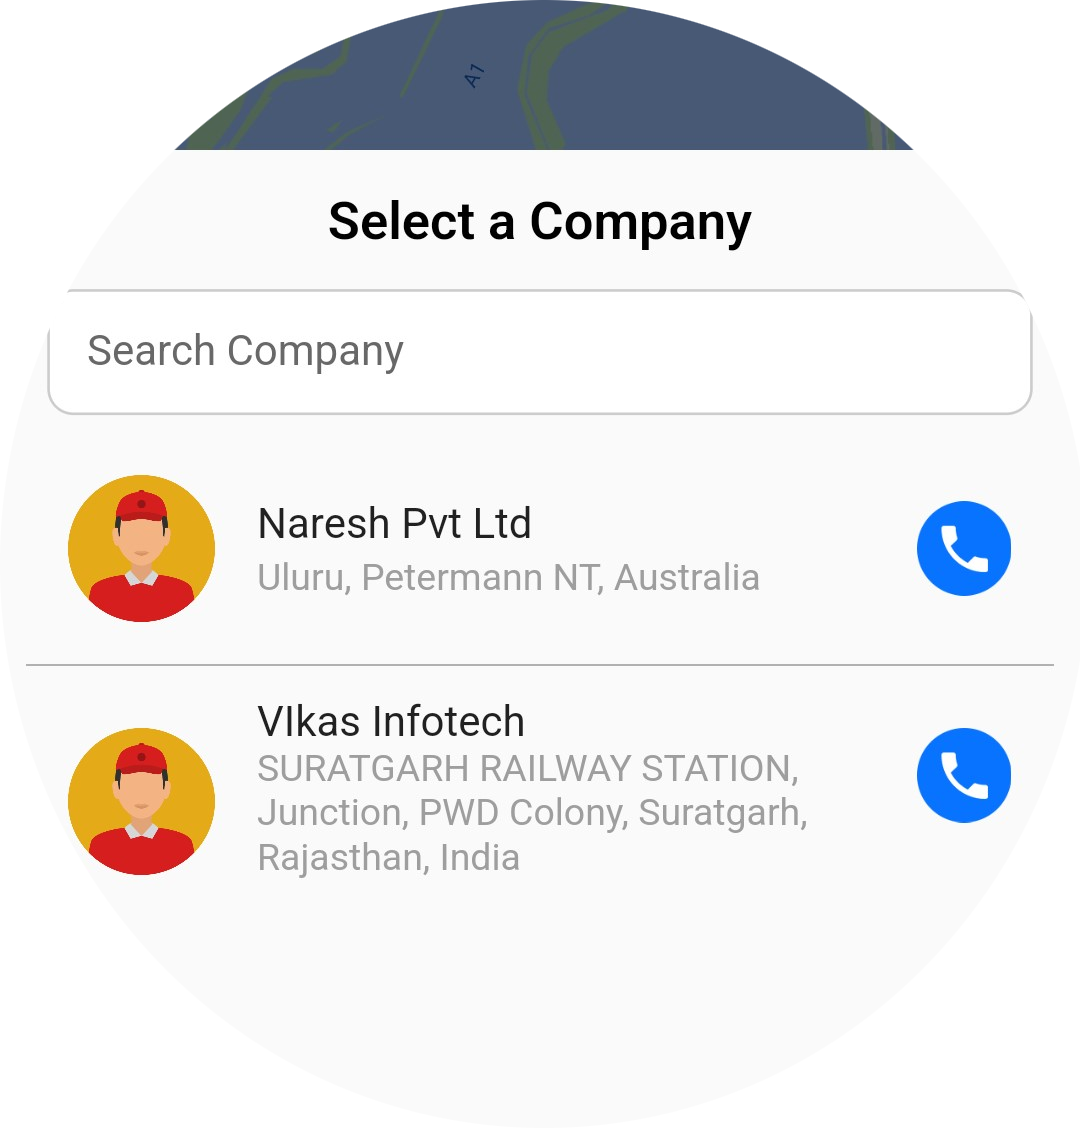 A1
Select a Company
Search Company
Naresh Pvt Ltd
Uluru, Petermann NT, Australia
VIkas Infotech
SURATGARH RAILWAY STATION,
Junction, PWD Colony, Suratgarh,
Rajasthan, India